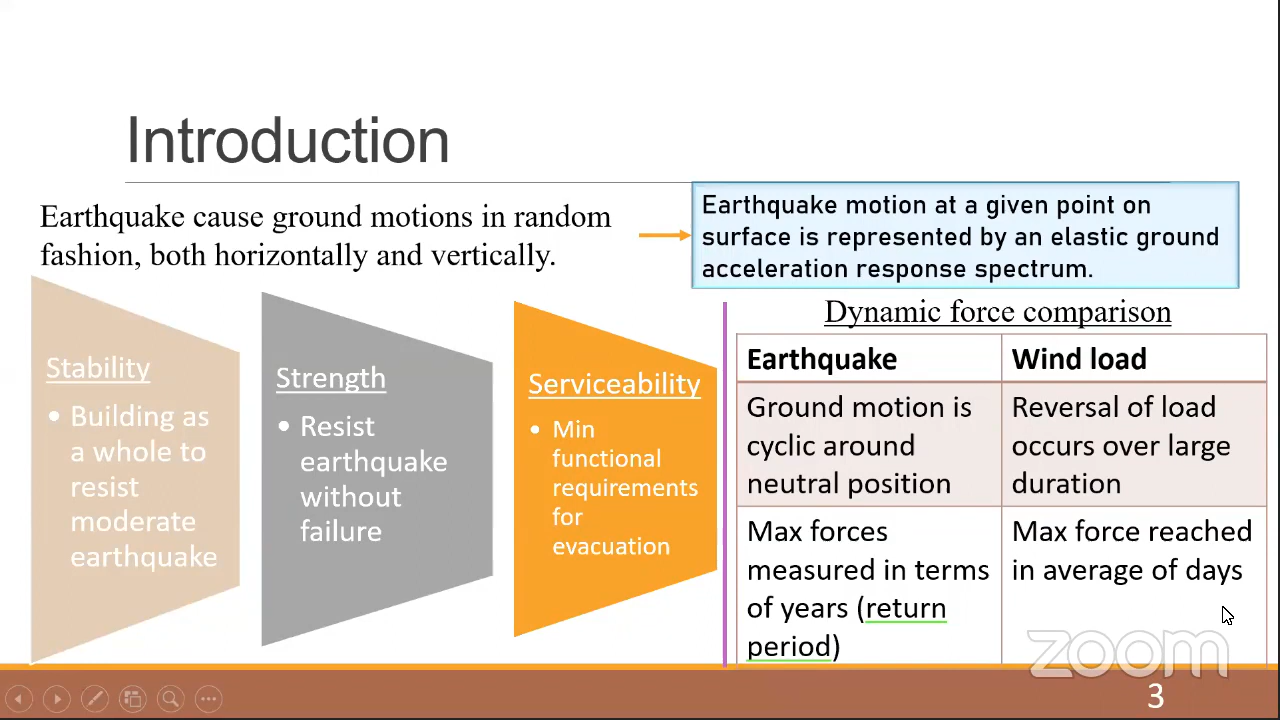 Introduction
Earthquake cause ground motions in random
fashion, both horizontally and vertically.
Earthquake motion at a given point on
surface is represented by an elastic ground
acceleration response spectrum.
Stability
• Building as
a whole to
resist
moderate
earthquake
Strength
• Resist
earthquake
without
failure
Serviceability
• Min
functional
requirements
for
evacuation
Dynamic force comparison
Earthquake
Wind load
Ground motion is
cyclic around
neutral position
Reversal of load
occurs over large
duration
Max forces
measured in terms
of years (return
period)
Max force reached
in average of days
zoom
3